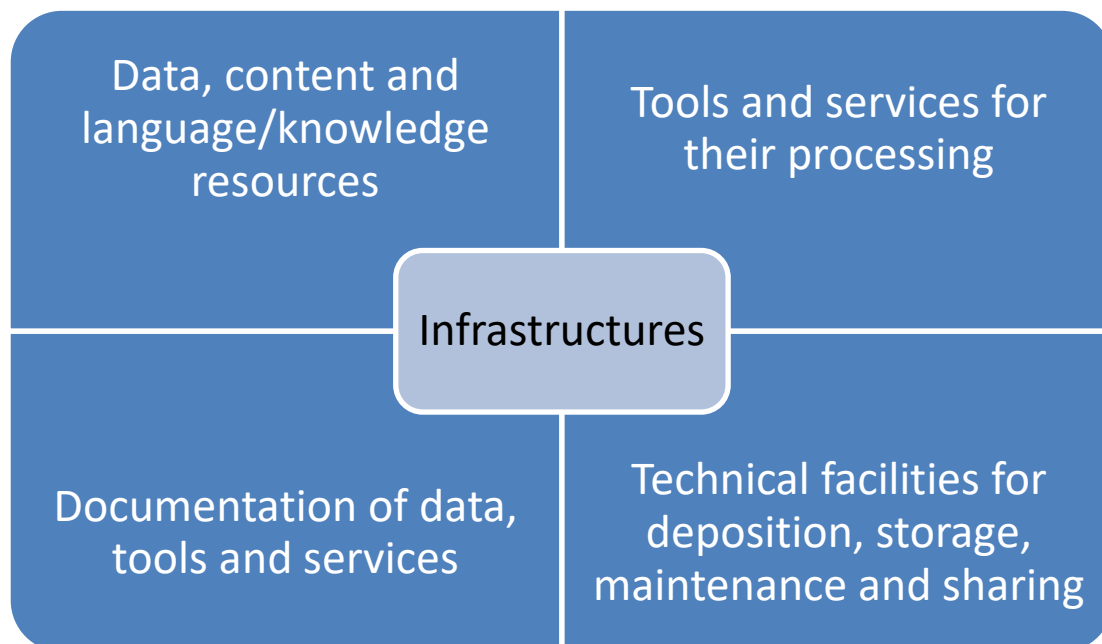 Data, content and
language/knowledge
resources
Tools and services for
their processing
Infrastructures
Documentation of data,
tools and services
Technical facilities for
deposition, storage,
maintenance and sharing